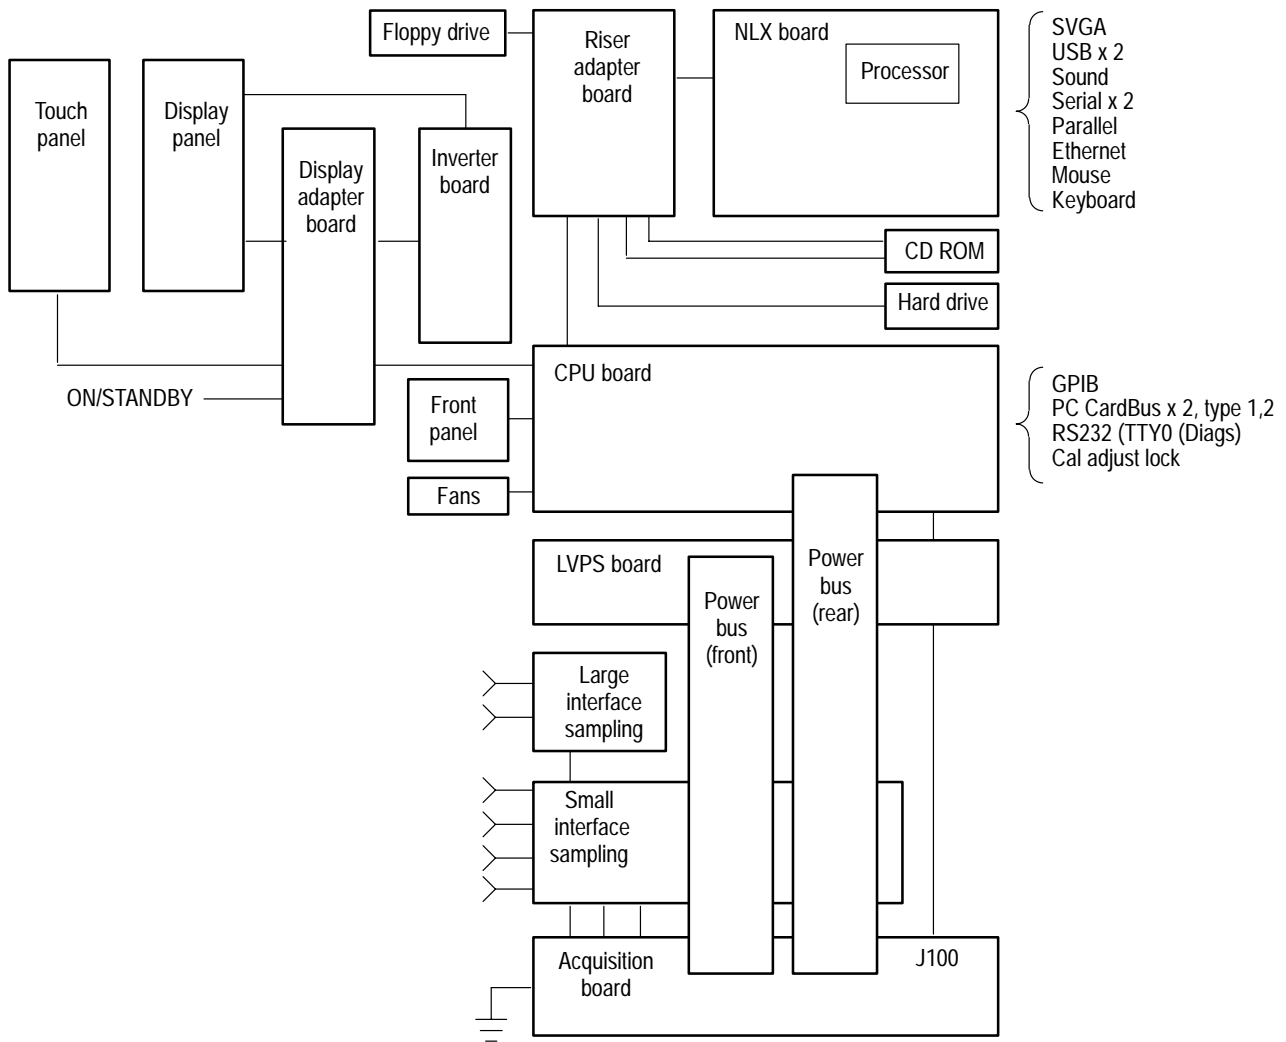 Floppy drive
Riser
adapter
board
NLX board
Processor
SVGA
USB x 2
Sound
Serial x 2
Parallel
Ethernet
Mouse
Keyboard
Touch
panel
Display
panel
Display
adapter
board
Inverter
board
CD ROM
Hard drive
ON/STANDBY
CPU board
Front
panel
Fans
GPIB
PC CardBus x 2, type 1,2
RS232 (TTY0 (Diags)
Cal adjust lock
LVPS board
Power
bus
(front)
Power
bus
(rear)
Large
interface
sampling
Small
interface
sampling
Acquisition
board
J100